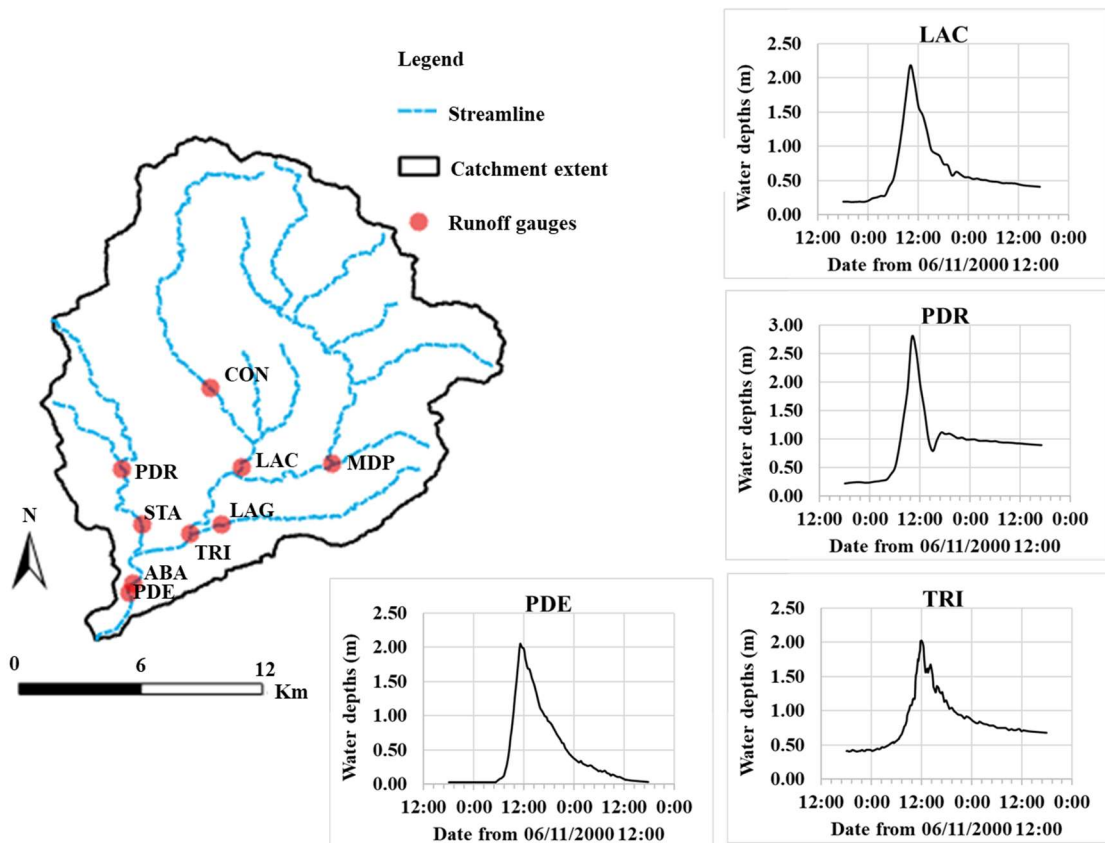 Legend
Streamline
Catchment extent
Runoff gauges
CON
PDR
LAC
MDP
STA
LAG
TRI
ABA
PDE
N
0 6 12
Km
LAC
Water depths (m)
2.50
2.00
1.50
1.00
0.50
0.00
12:00 0:00 12:00 0:00 12:00 0:00
Date from 06/11/2000 12:00
PDR
Water depths (m)
3.00
2.50
2.00
1.50
1.00
0.50
0.00
12:00 0:00 12:00 0:00 12:00 0:00
Date from 06/11/2000 12:00
PDE
Water depths (m)
2.50
2.00
1.50
1.00
0.50
0.00
12:00 0:00 12:00 0:00 12:00 0:00
Date from 06/11/2000 12:00
TRI
Water depths (m)
2.50
2.00
1.50
1.00
0.50
0.00
12:00 0:00 12:00 0:00 12:00 0:00
Date from 06/11/2000 12:00